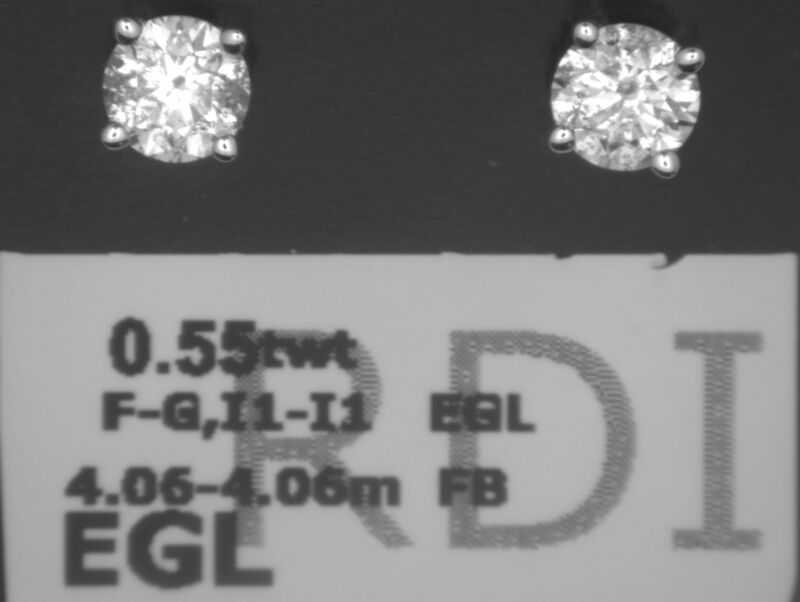 0.55twt
F-G,I1-I1 EGL
4.06-4.06m FB
EGL
RDI